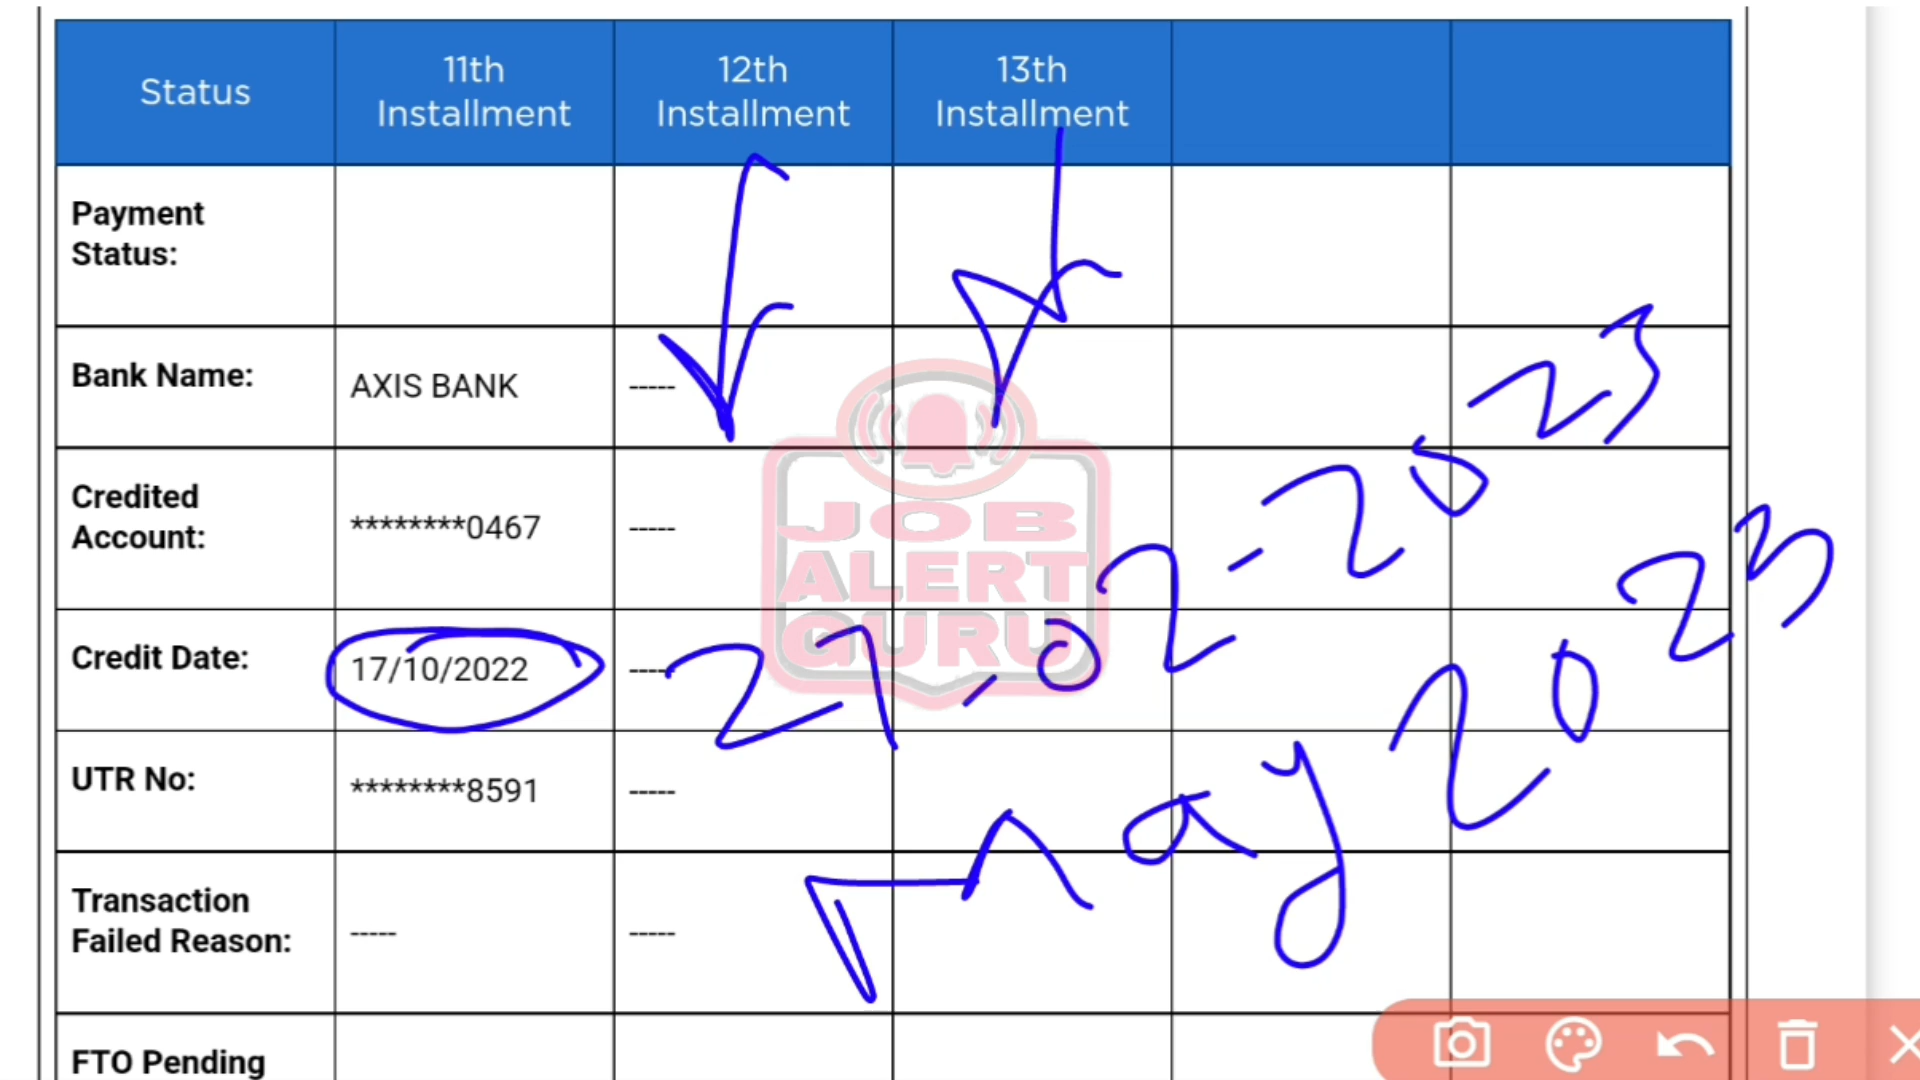 Status 11th Installment 12th Installment 13th Installment
Payment Status:
Bank Name: AXIS BANK -----
Credited Account: ********0467 -----
Credit Date: 17/10/2022 -----
UTR No: ********8591 -----
Transaction Failed Reason: ----- -----
FTO Pending
JOB
ALERT
GURU
27-02-2023
may 2023